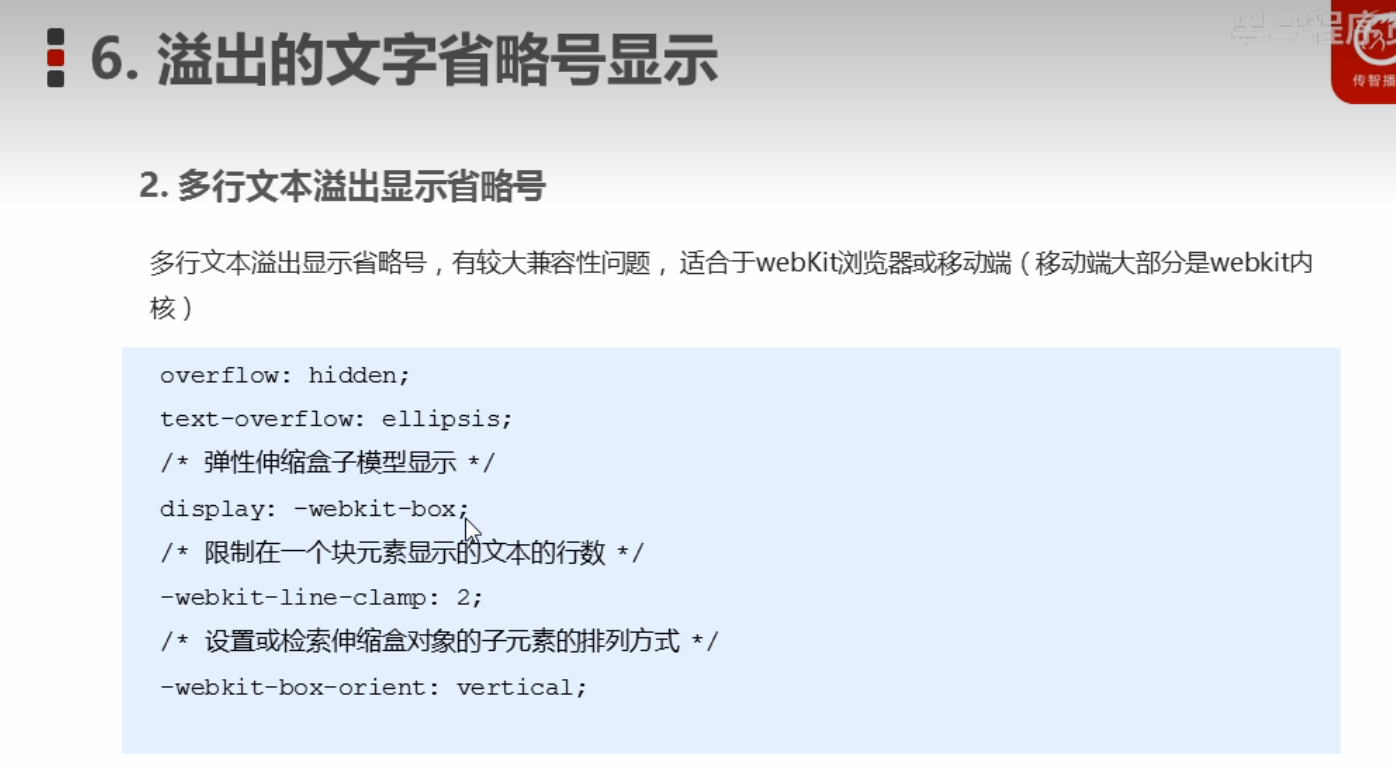 6. 溢出的文字省略号显示
传智播
2. 多行文本溢出显示省略号
多行文本溢出显示省略号，有较大兼容性问题， 适合于webKit浏览器或移动端（移动端大部分是webkit内
核）
overflow: hidden;
text-overflow: ellipsis;
/* 弹性伸缩盒子模型显示 */
display: -webkit-box;
/* 限制在一个块元素显示的文本的行数 */
-webkit-line-clamp: 2;
/* 设置或检索伸缩盒对象的子元素的排列方式 */
-webkit-box-orient: vertical;